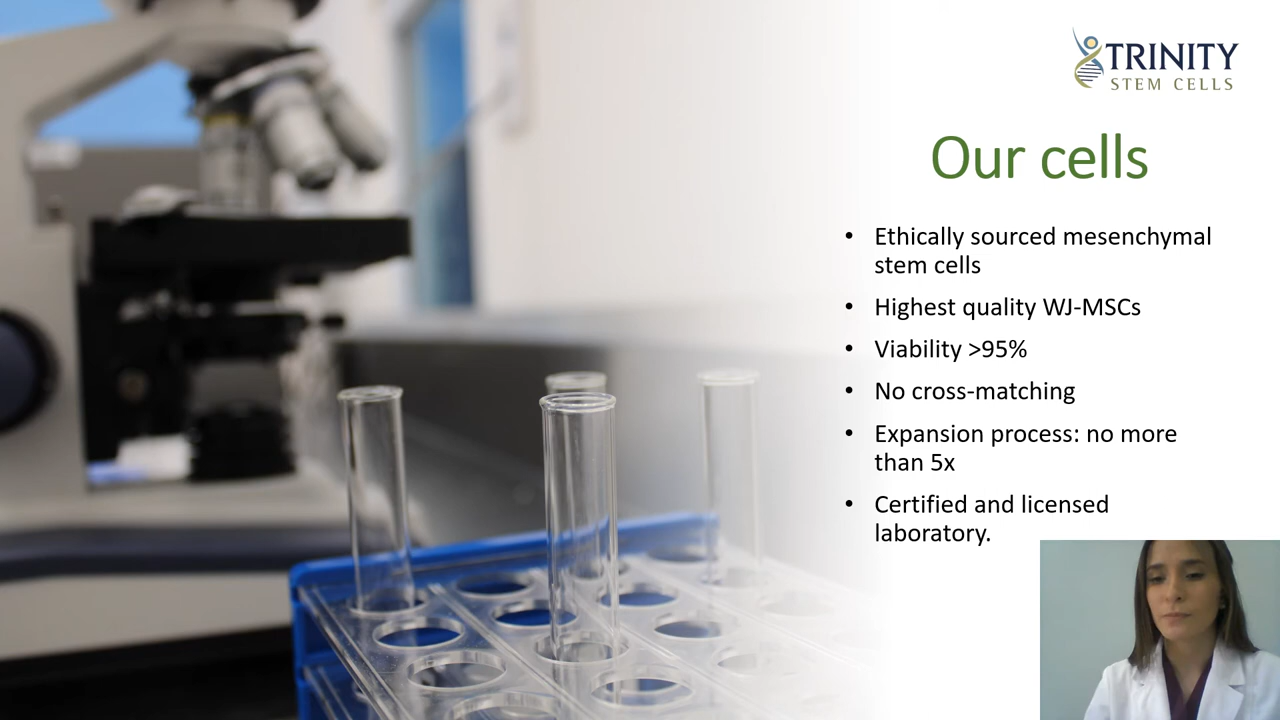 TRINITY
STEM CELLS
Our cells
• Ethically sourced mesenchymal
stem cells
• Highest quality WJ-MSCs
• Viability >95%
• No cross-matching
• Expansion process: no more
than 5x
• Certified and licensed
laboratory.